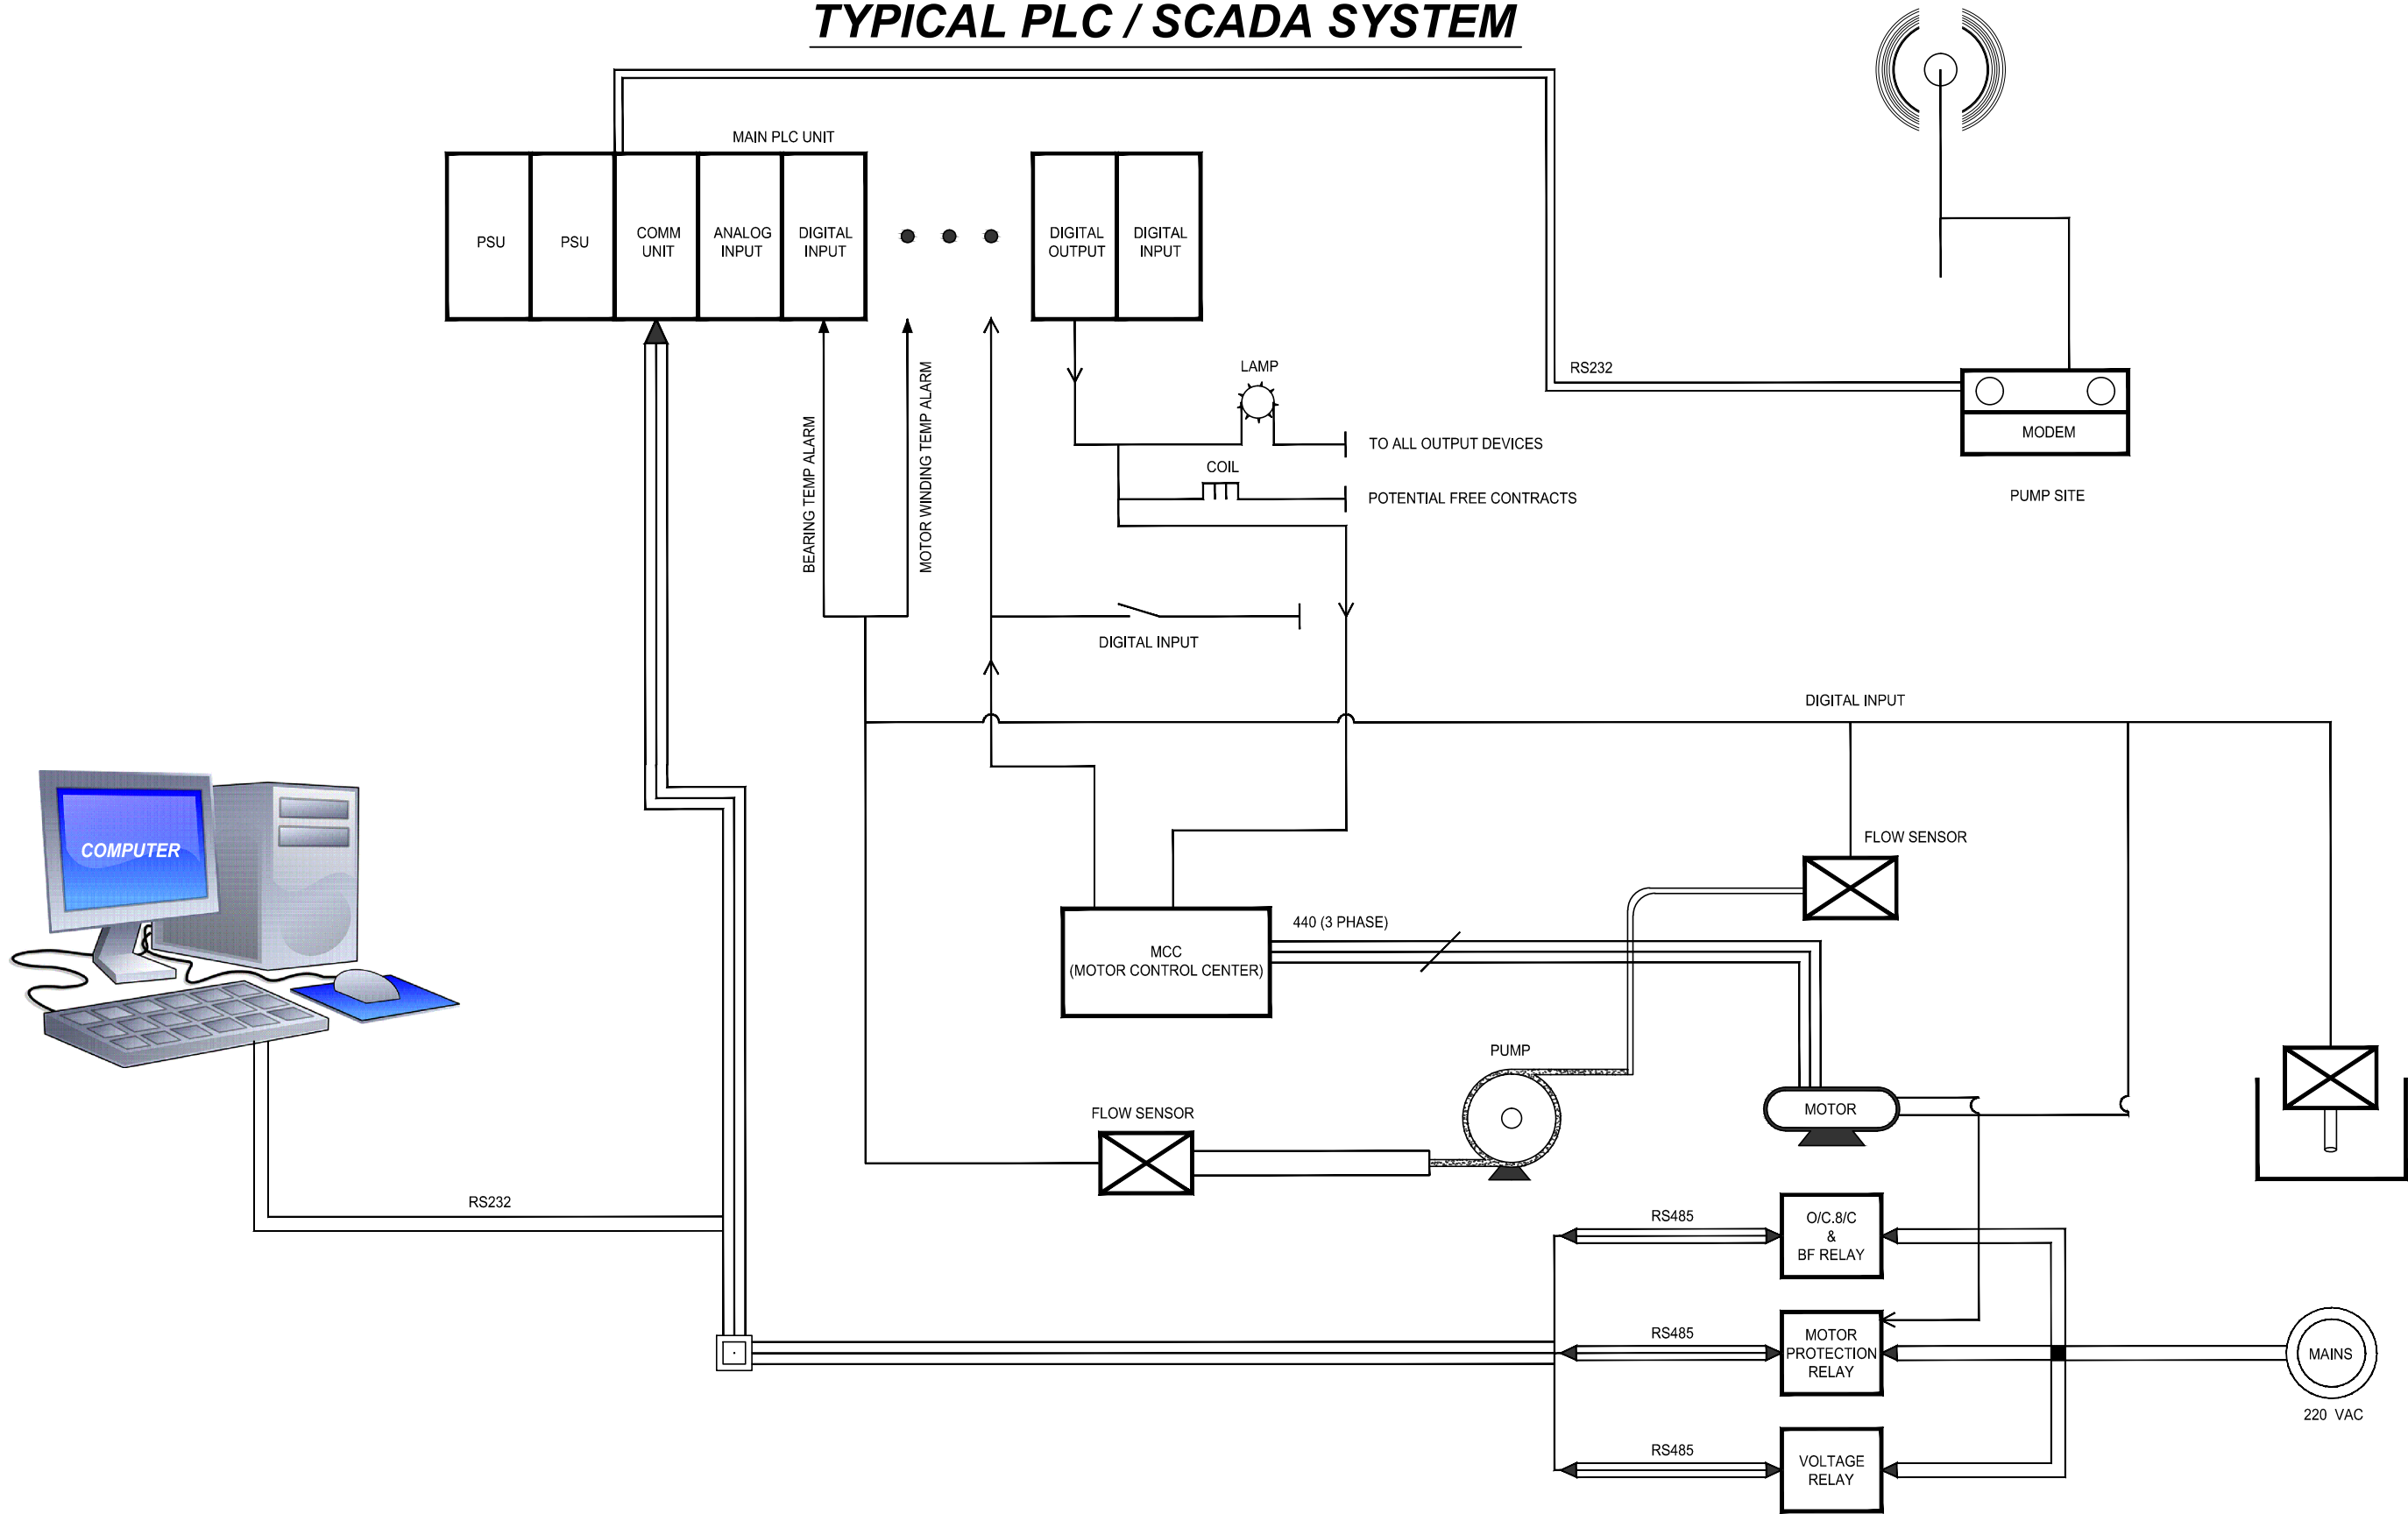 TYPICAL PLC / SCADA SYSTEM
MAIN PLC UNIT
PSU
PSU
COMM
UNIT
ANALOG
INPUT
DIGITAL
INPUT
DIGITAL
OUTPUT
DIGITAL
INPUT
BEARING TEMP ALARM
MOTOR WINDING TEMP ALARM
LAMP
TO ALL OUTPUT DEVICES
COIL
POTENTIAL FREE CONTRACTS
RS232
MODEM
PUMP SITE
DIGITAL INPUT
DIGITAL INPUT
COMPUTER
FLOW SENSOR
440 (3 PHASE)
MCC
(MOTOR CONTROL CENTER)
PUMP
MOTOR
FLOW SENSOR
RS232
RS485
O/C.8/C
&
BF RELAY
RS485
MOTOR
PROTECTION
RELAY
MAINS
220 VAC
RS485
VOLTAGE
RELAY